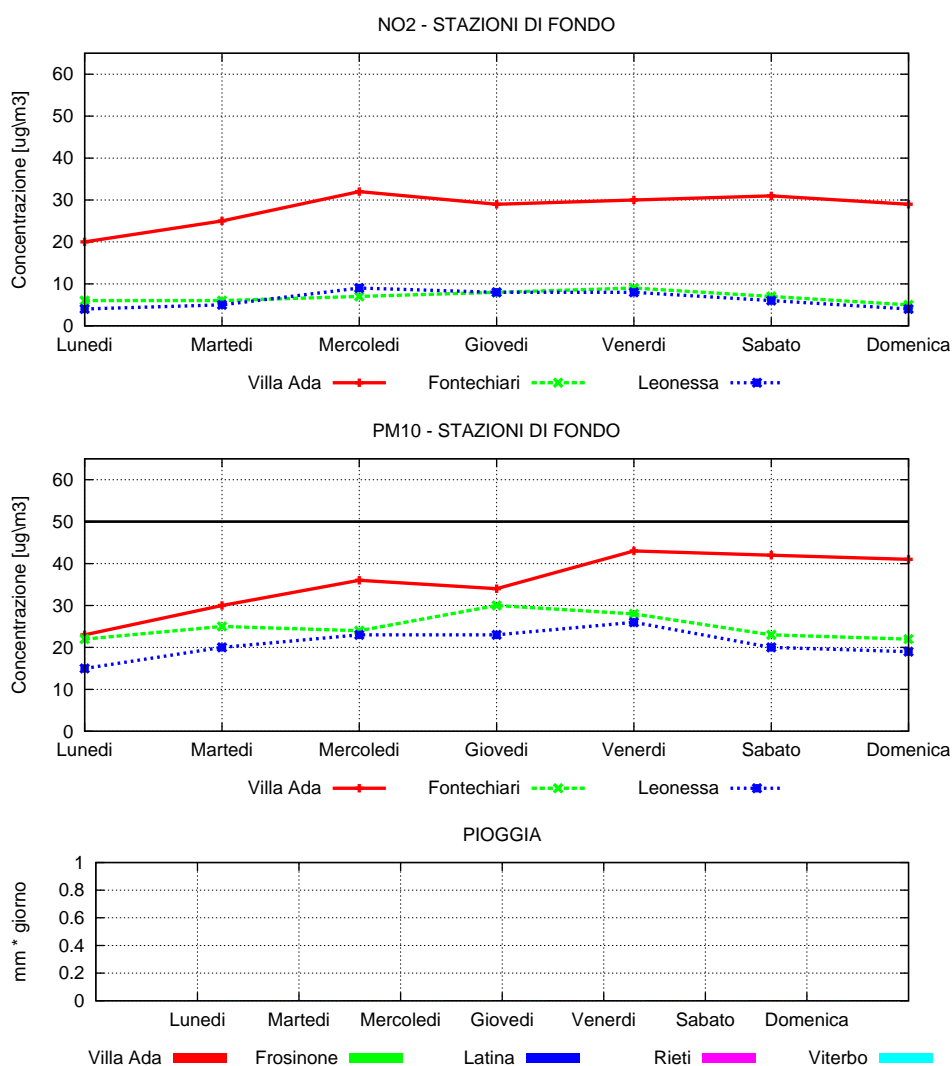 NO2 - STAZIONI DI FONDO
Concentrazione [ug\m3]
60
50
40
30
20
10
0
Lunedi Martedi Mercoledi Giovedi Venerdi Sabato Domenica
Villa Ada Fontechiari Leonessa
PM10 - STAZIONI DI FONDO
Concentrazione [ug\m3]
60
50
40
30
20
10
0
Lunedi Martedi Mercoledi Giovedi Venerdi Sabato Domenica
Villa Ada Fontechiari Leonessa
PIOGGIA
mm * giorno
1
0.8
0.6
0.4
0.2
0
Lunedi Martedi Mercoledi Giovedi Venerdi Sabato Domenica
Villa Ada Frosinone Latina Rieti Viterbo